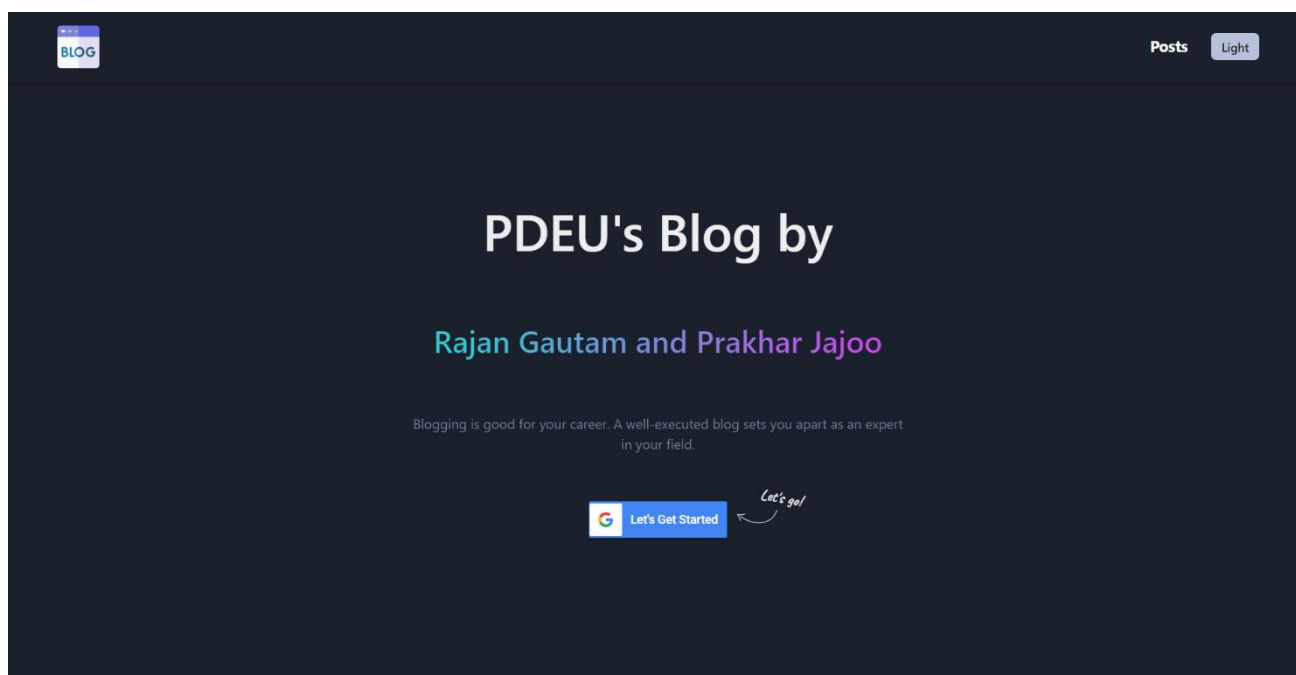 BLOG
Posts
Light
PDEU's Blog by
Rajan Gautam and Prakhar Jajoo
Blogging is good for your career. A well-executed blog sets you apart as an expert
in your field.
Let's go!
G Let's Get Started